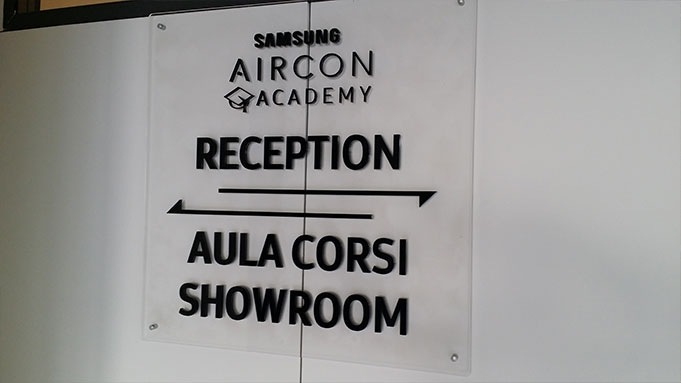 SAMSUNG
AIRCON
ACADEMY
RECEPTION
AULA CORSI
SHOWROOM